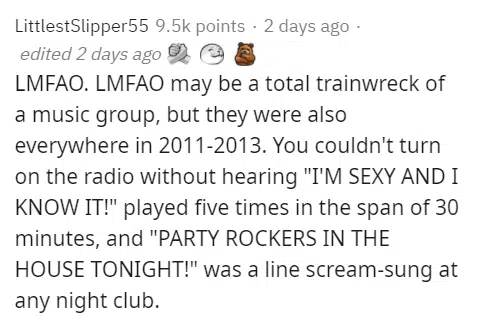 LittlestSlipper55 9.5k points · 2 days ago ·
edited 2 days ago
LMFAO. LMFAO may be a total trainwreck of
a music group, but they were also
everywhere in 2011-2013. You couldn't turn
on the radio without hearing "I'M SEXY AND I
KNOW IT!" played five times in the span of 30
minutes, and "PARTY ROCKERS IN THE
HOUSE TONIGHT!" was a line scream-sung at
any night club.